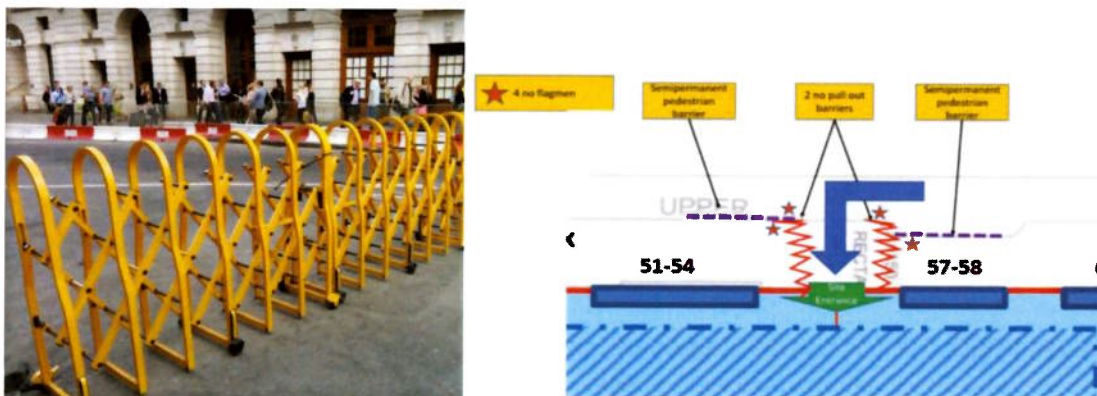 4 no flagmen
Semipermanent
pedestrian
barrier
2 no pull out
barriers
Semipermanent
pedestrian
barrier
UPPER
51-54
57-58
Site
Entrance